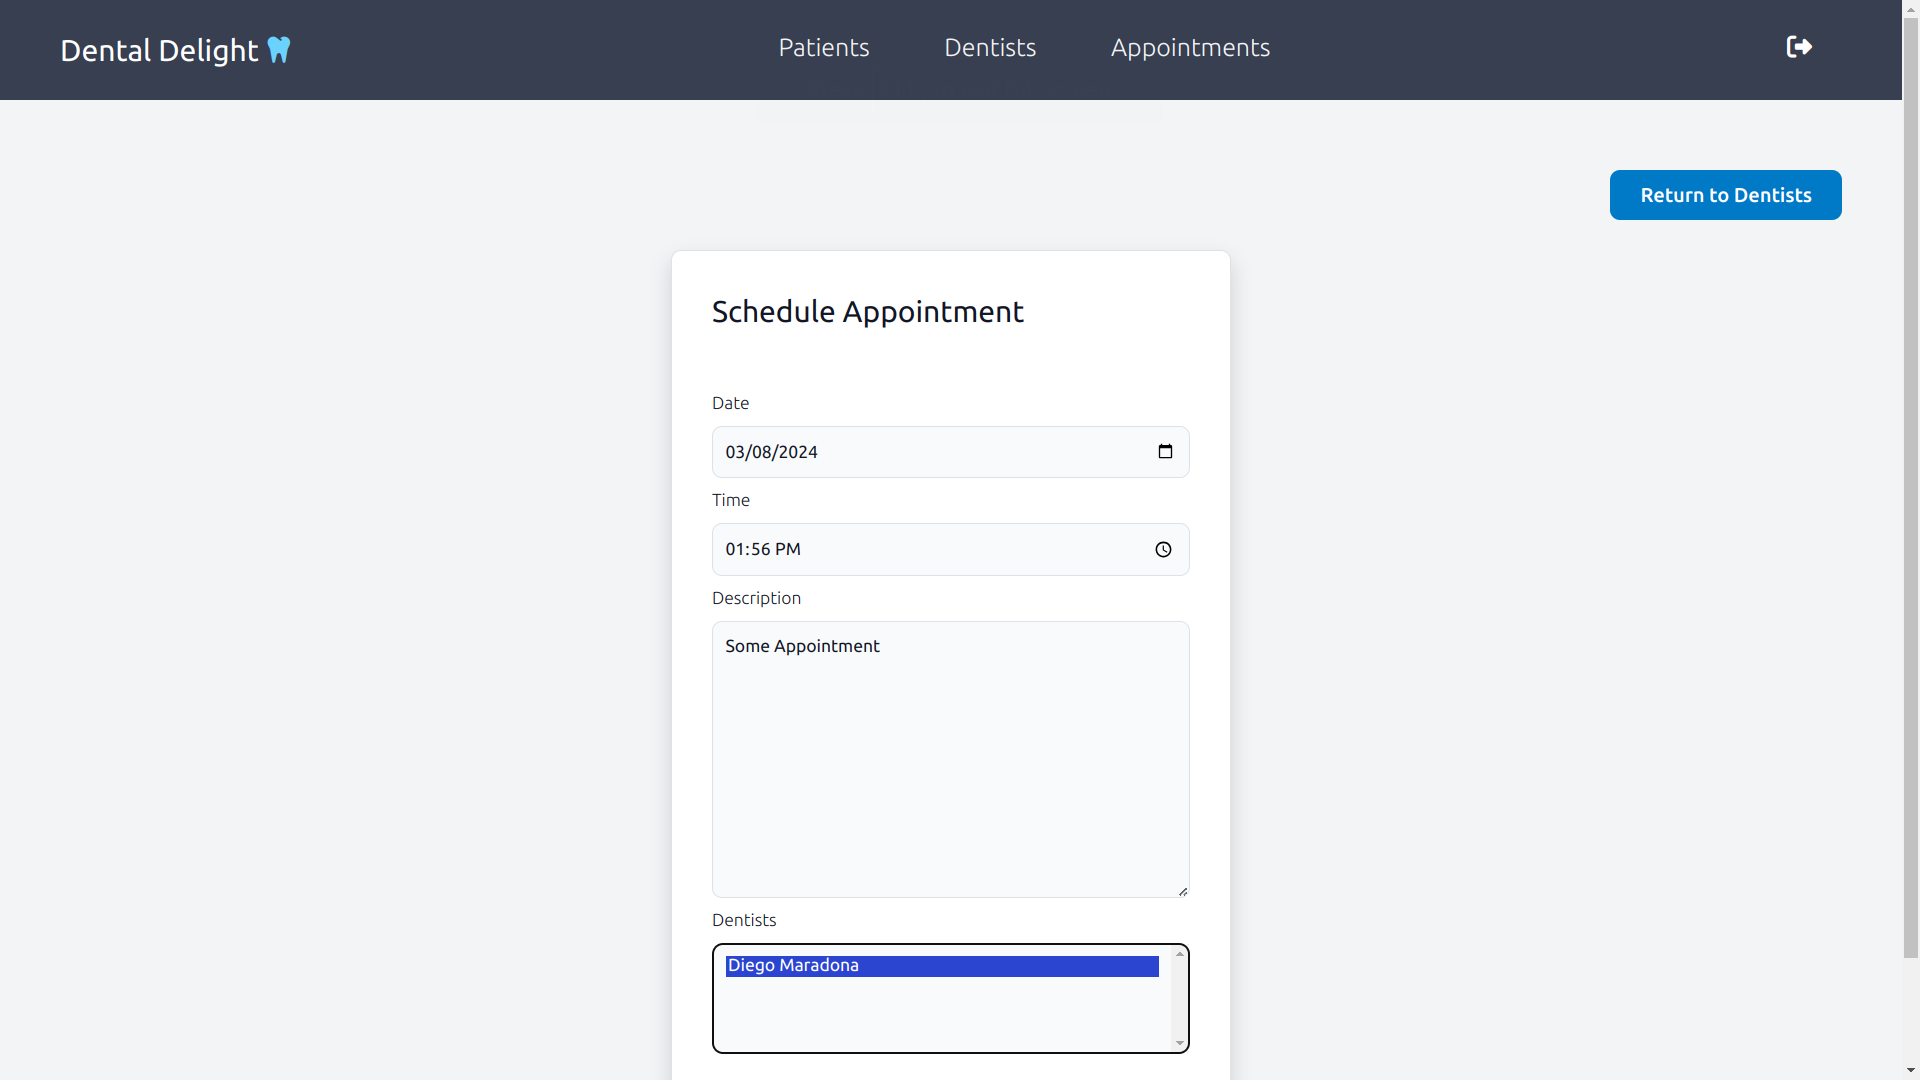 Dental Delight
Patients
Dentists
Appointments
Return to Dentists
Schedule Appointment
Date
03/08/2024
Time
01:56 PM
Description
Some Appointment
Dentists
Diego Maradona